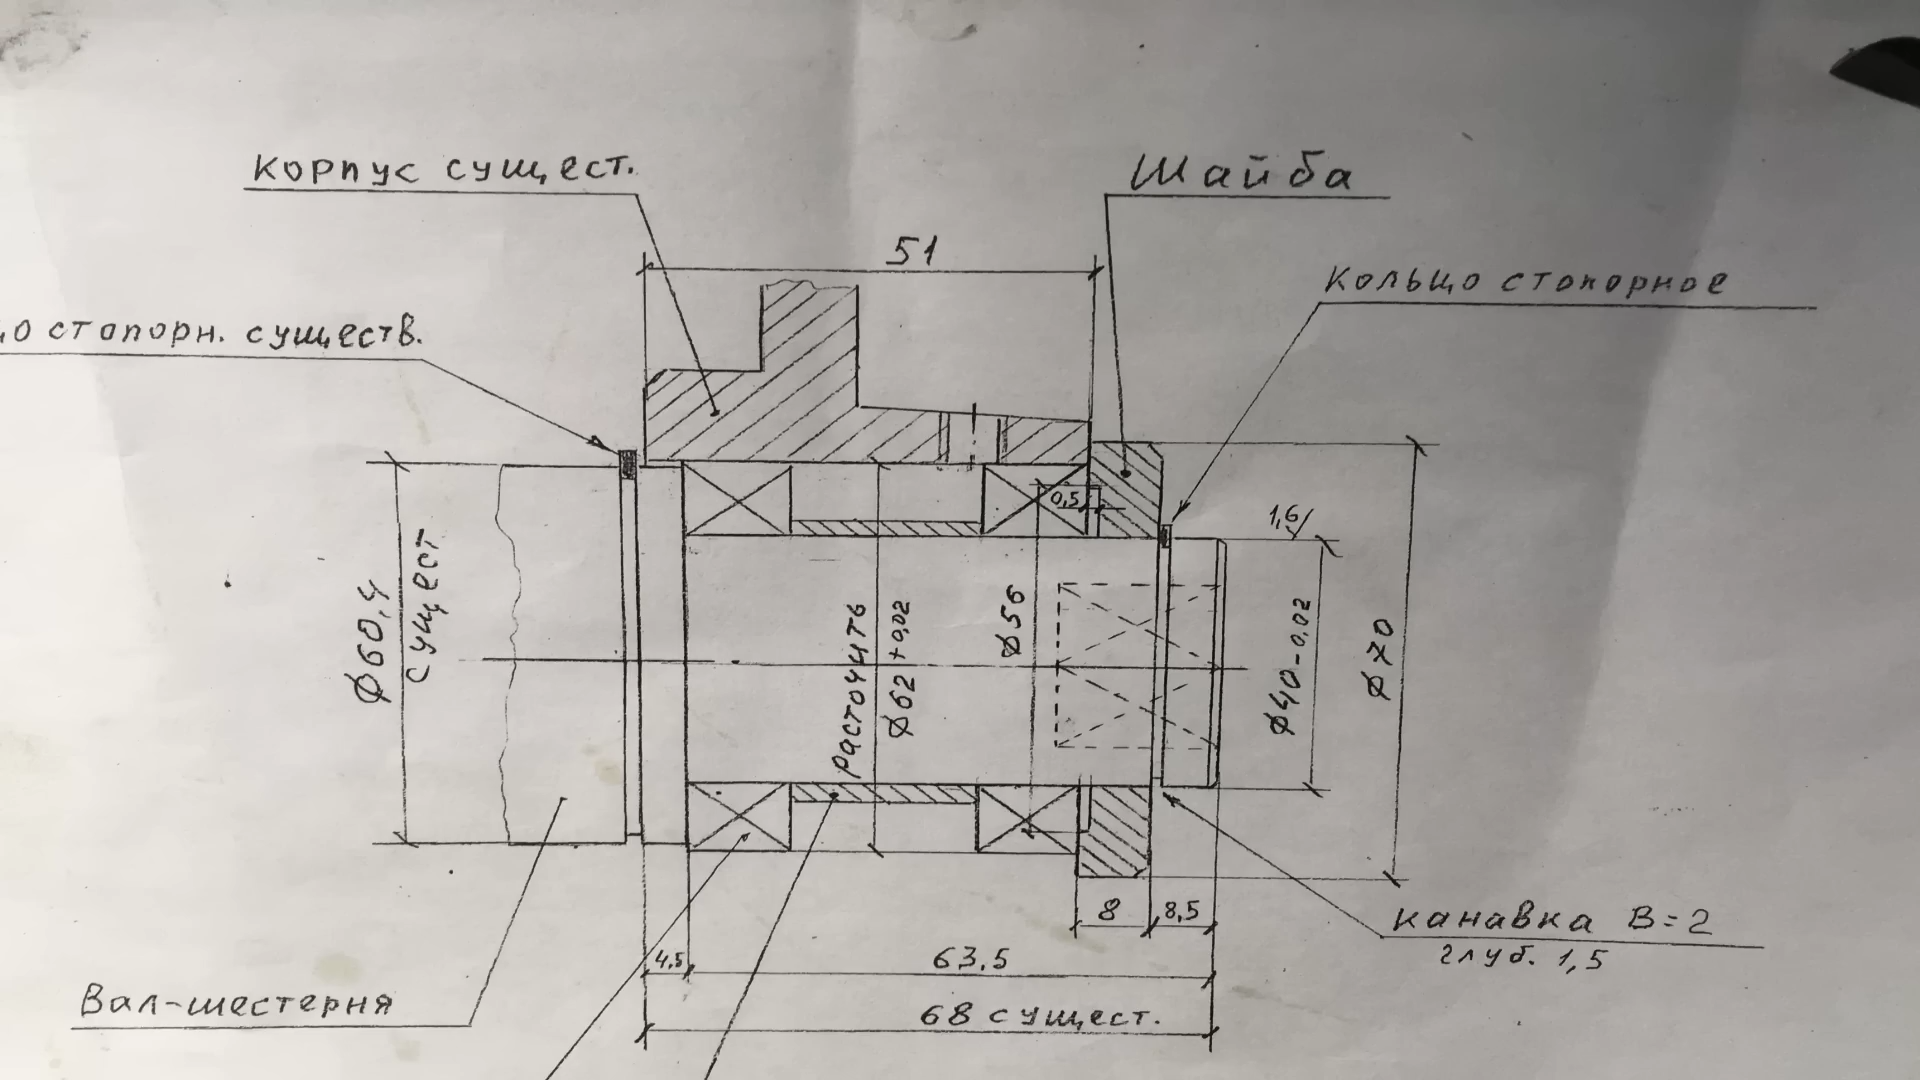 Корпус сущест.
Шайба
51
Кольцо стопорное
стопорн. существ.
0,5
1,6
Ø60,4
сущест
Расточить
Ø62+0,02
Ø56
Ø40-0,02
Ø70
8
8,5
канавка В=2
глуб. 1,5
4,5
63,5
Вал-шестерня
68 сущест.